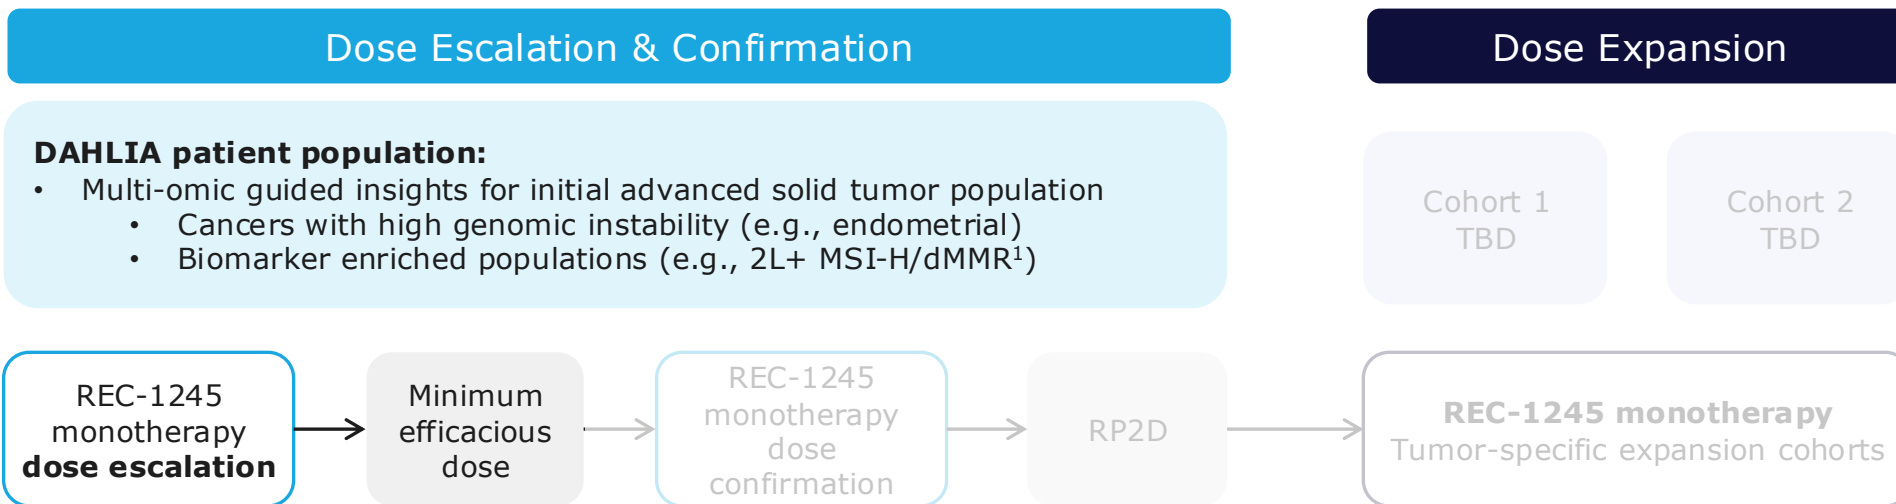 Dose Escalation & Confirmation
Dose Expansion
DAHLIA patient population:
• Multi-omic guided insights for initial advanced solid tumor population
• Cancers with high genomic instability (e.g., endometrial)
• Biomarker enriched populations (e.g., 2L+ MSI-H/dMMR¹)
Cohort 1
TBD
Cohort 2
TBD
REC-1245
monotherapy
dose escalation
Minimum
efficacious
dose
REC-1245
monotherapy
dose
confirmation
RP2D
REC-1245 monotherapy
Tumor-specific expansion cohorts